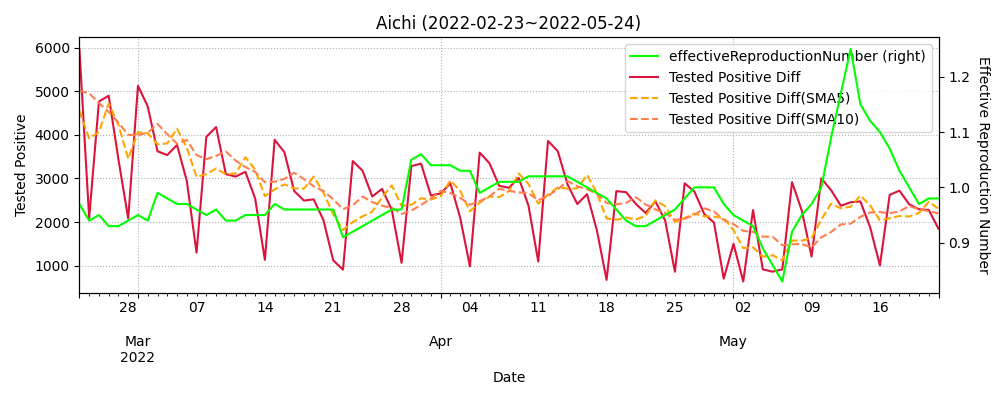 Aichi (2022-02-23~2022-05-24)
effectiveReproductionNumber (right)
Tested Positive Diff
Tested Positive Diff(SMA5)
Tested Positive Diff(SMA10)
Tested Positive
6000
5000
4000
3000
2000
1000
1.2
1.1
1.0
0.9
Effective Reproduction Number
28 07 14 21 28 04 11 18 25 02 09 16
Mar Apr May
2022
Date